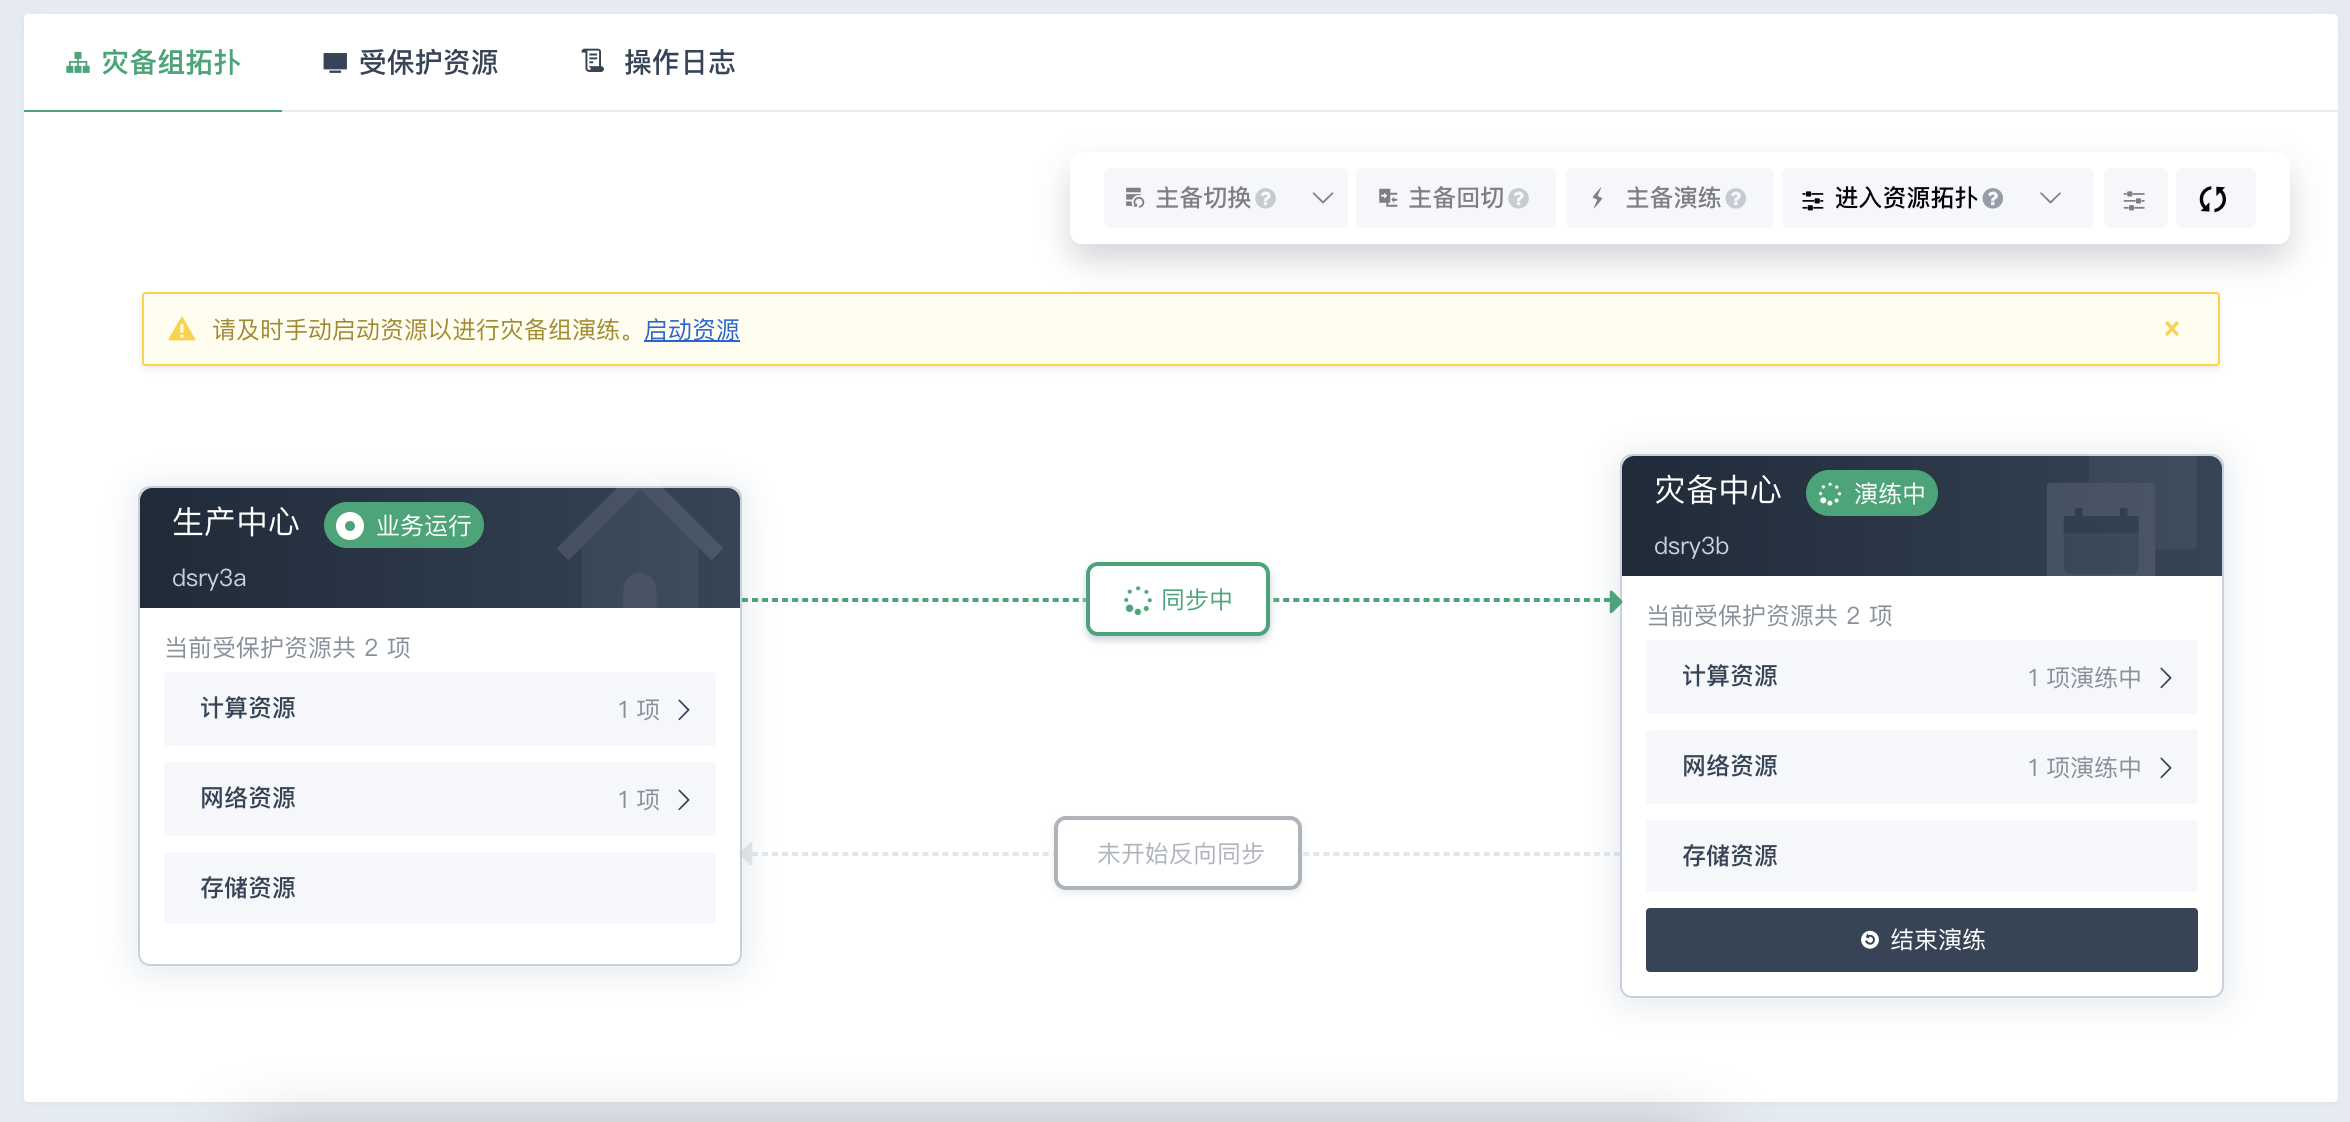 灾备组拓扑
受保护资源
操作日志
主备切换
主备回切
主备演练
进入资源拓扑
请及时手动启动资源以进行灾备组演练。启动资源
生产中心
业务运行
dsry3a
当前受保护资源共 2 项
计算资源
1 项
网络资源
1 项
存储资源
同步中
未开始反向同步
灾备中心
演练中
dsry3b
当前受保护资源共 2 项
计算资源
1 项演练中
网络资源
1 项演练中
存储资源
结束演练